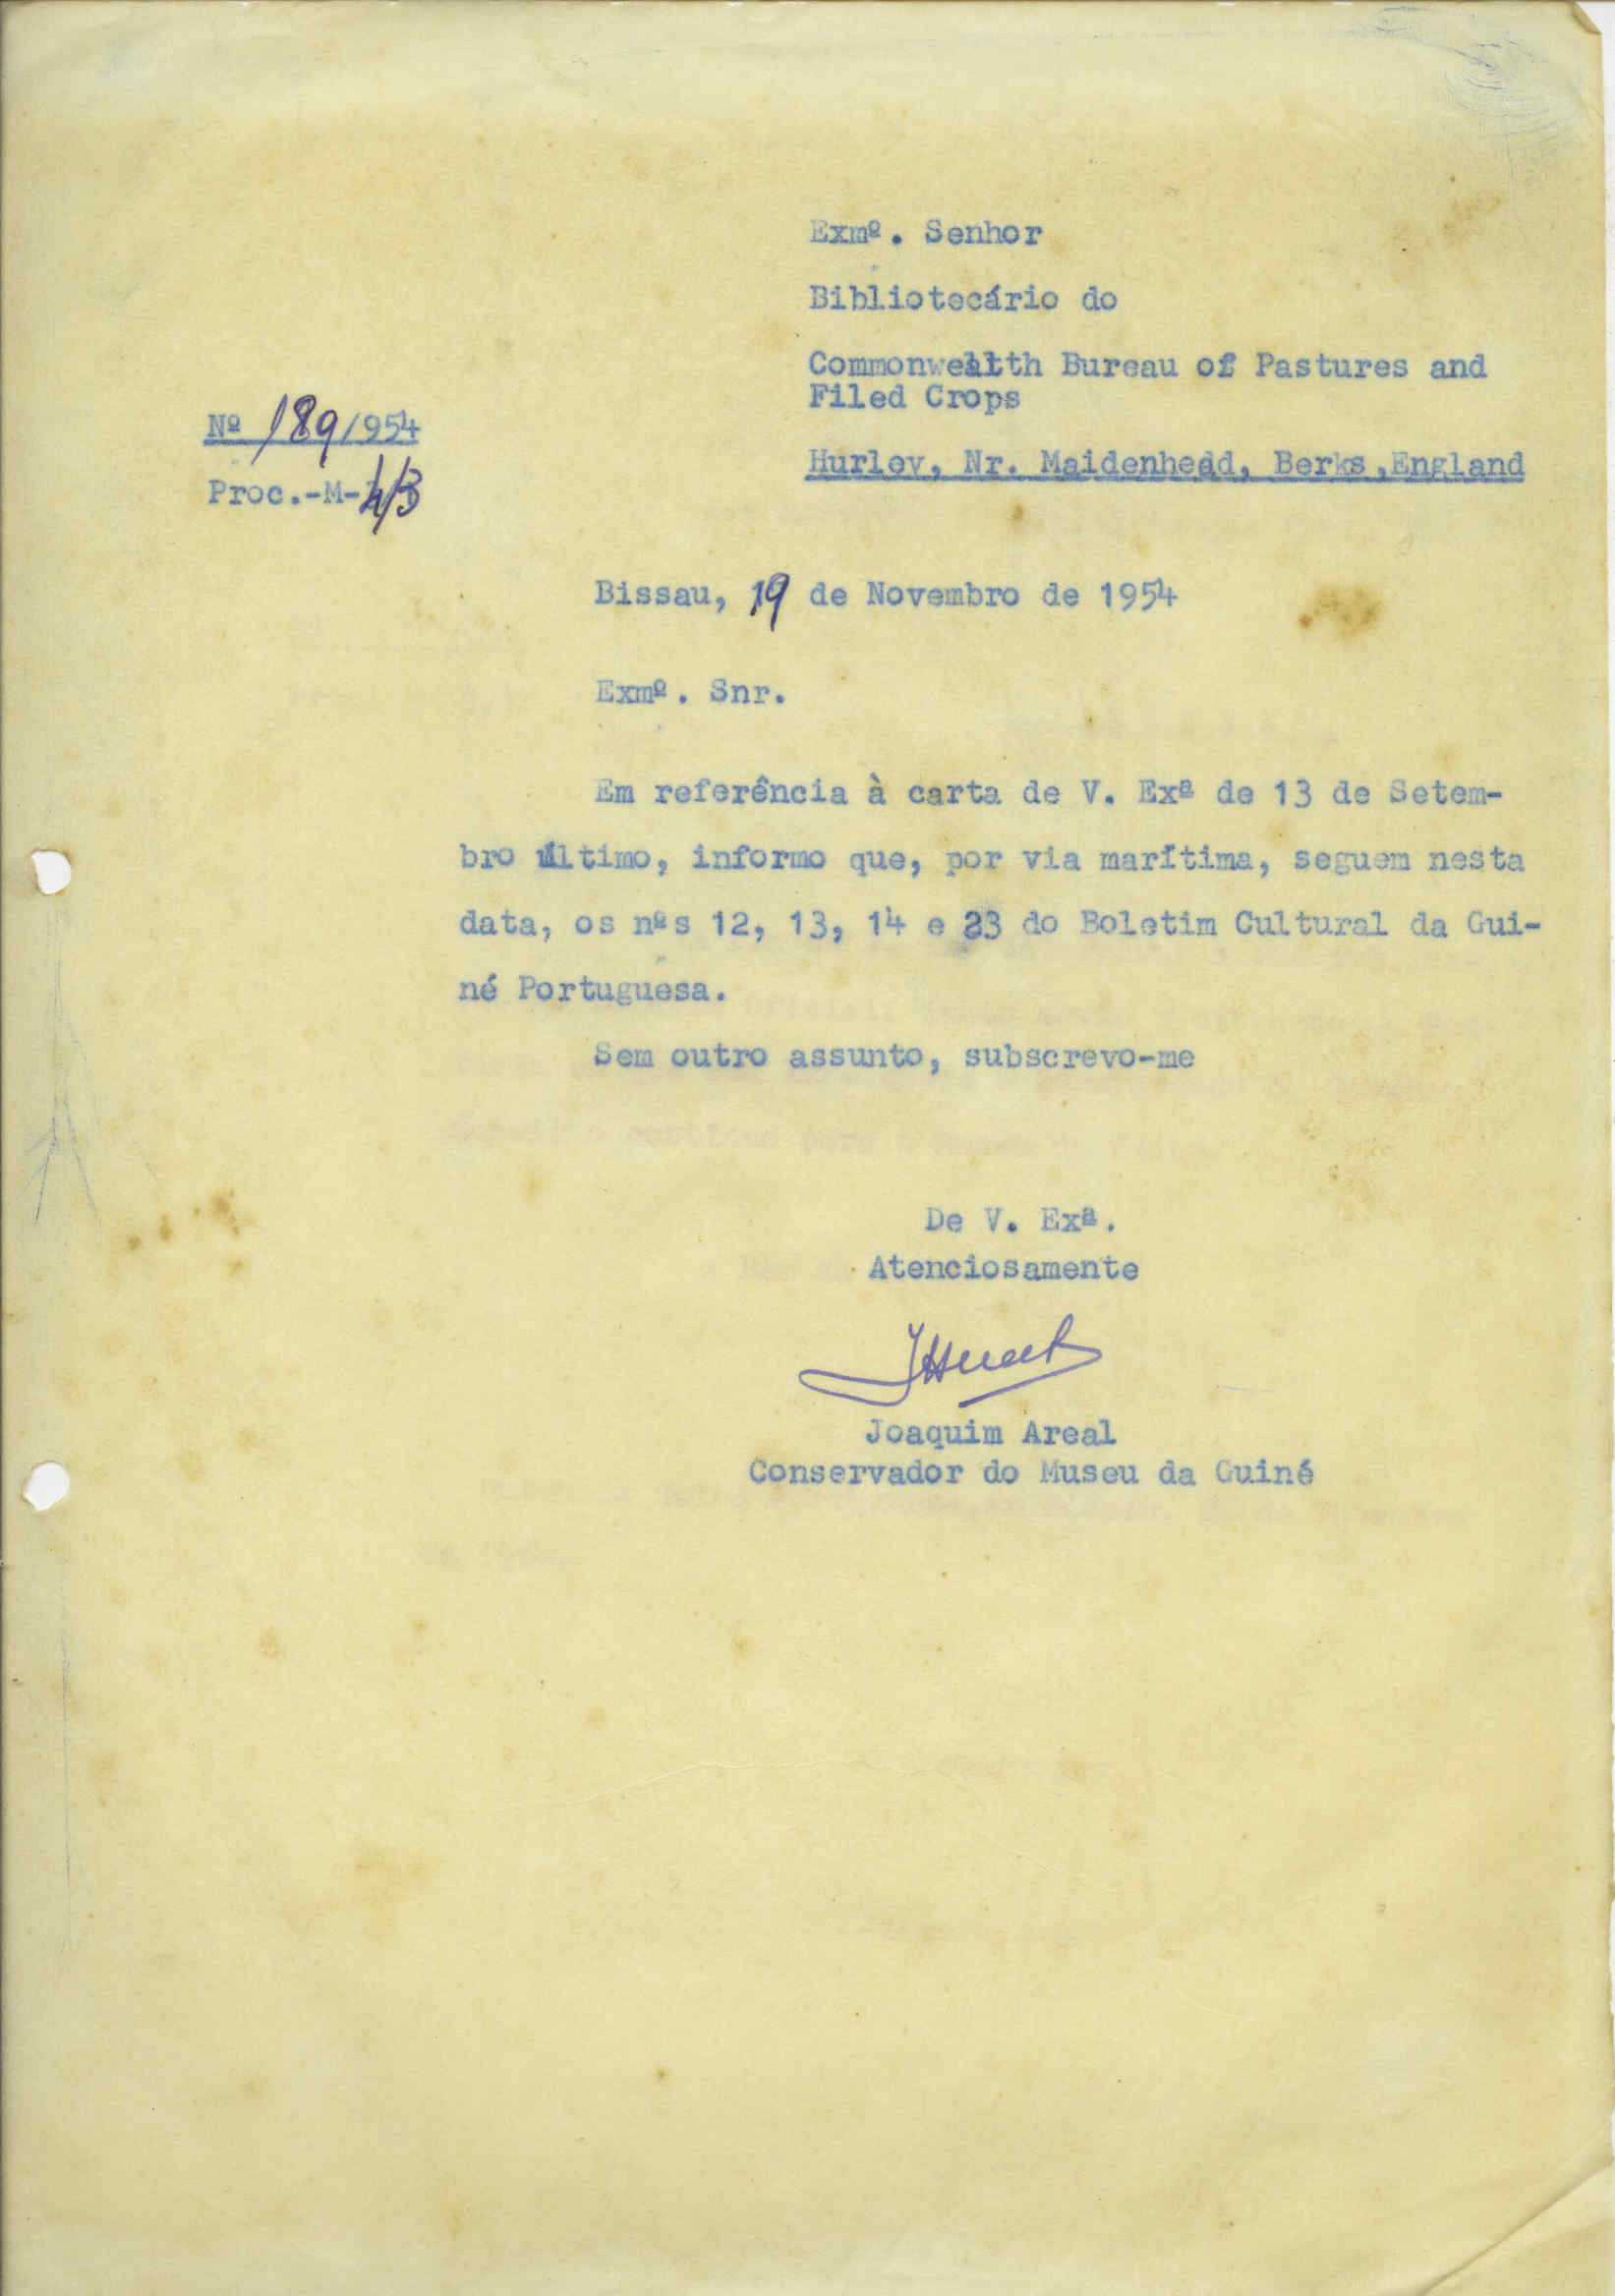 Exmº. Senhor
Bibliotecário do
Commonwealth Bureau of Pastures and
Filed Crops
Hurley, Nr. Maidenhead, Berks,England
Nº 189/954
Proc.-M-
Bissau, 19 de Novembro de 1954
Exmº. Snr.
Em referência à carta de V. Exª de 13 de Setem-
bro último, informo que, por via marítima, seguem nesta
data, os nºs 12, 13, 14 e 33 do Boletim Cultural da Gui-
né Portuguesa.
Sem outro assunto, subscrevo-me
De V. Exª.
Atenciosamente
Joaquim Areal
Conservador do Museu da Guiné